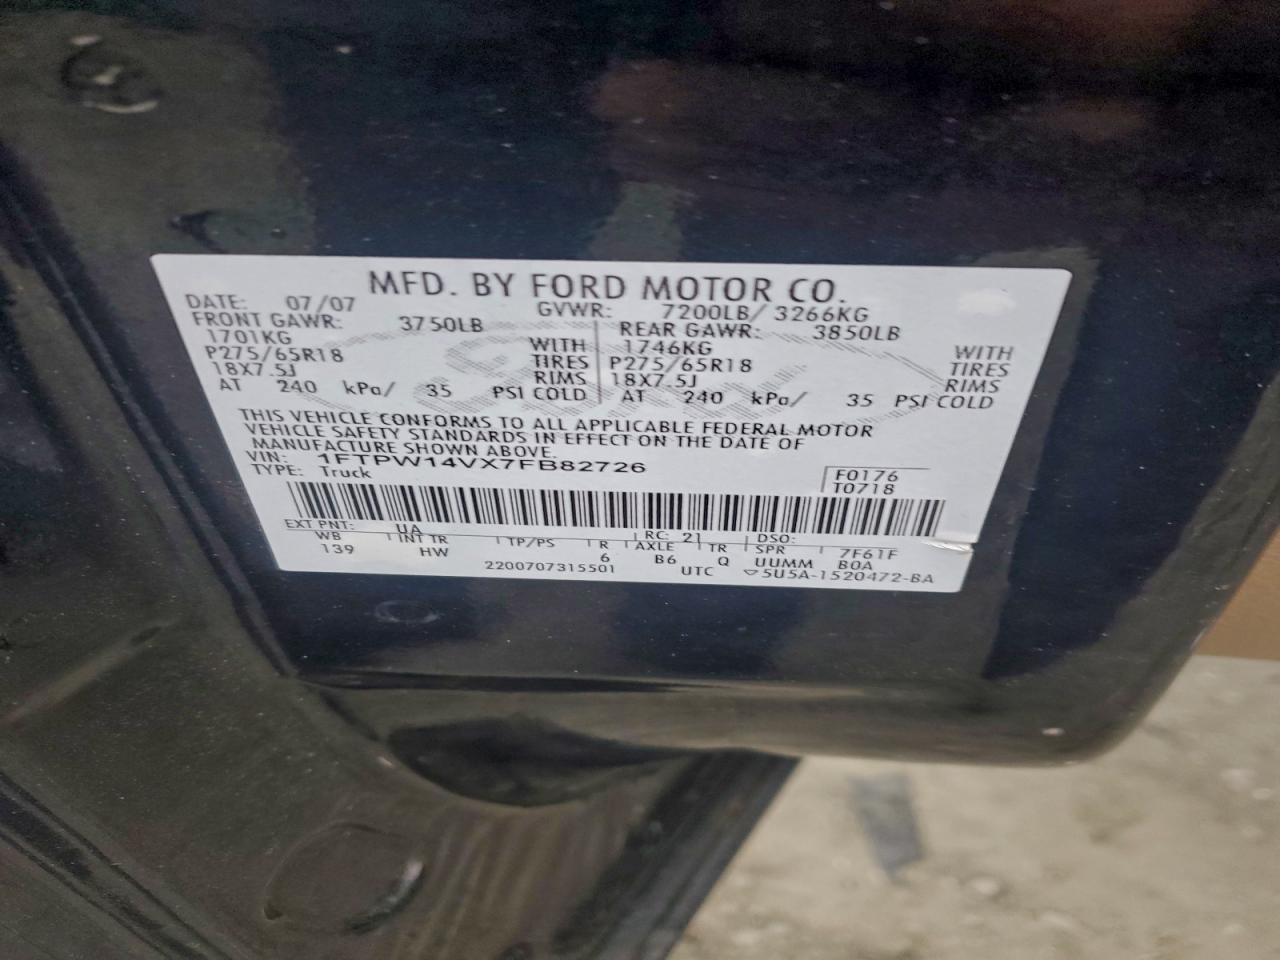 MFD. BY FORD MOTOR CO.
DATE: 07/07 GVWR: 7200LB/ 3266KG
FRONT GAWR: 3750LB REAR GAWR: 3850LB
1701KG WITH 1746KG WITH
P275/65R18 TIRES P275/65R18 TIRES
18X7.5J RIMS 18X7.5J RIMS
AT 240 kPa/ 35 PSI COLD AT 240 kPa/ 35 PSI COLD
THIS VEHICLE CONFORMS TO ALL APPLICABLE FEDERAL MOTOR
VEHICLE SAFETY STANDARDS IN EFFECT ON THE DATE OF
MANUFACTURE SHOWN ABOVE.
VIN: 1FTPW14VX7FB82726
TYPE: Truck
F0176
T0718
EXT PNT: UA RC: 21 DSO:
WB INT TR TP/PS R AXLE TR SPR 7F61F
139 HW 6 B6 Q UUMM B0A
2200707315501 UTC ▽5U5A-1520472-BA